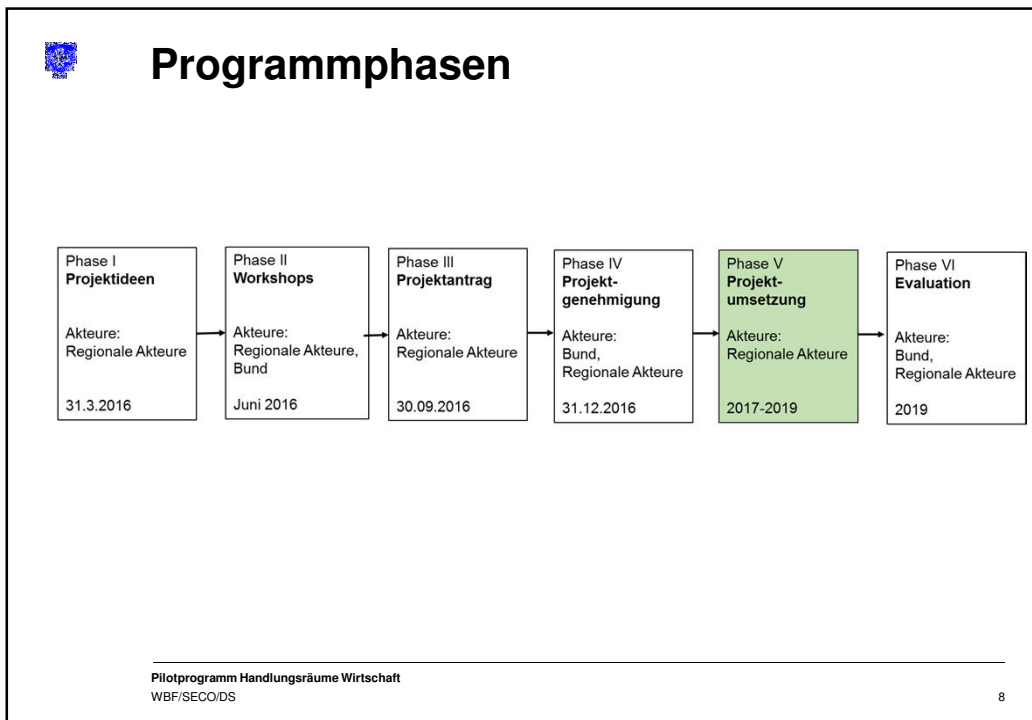 Programmphasen
Phase I
Projektideen
Akteure:
Regionale Akteure
31.3.2016
Phase II
Workshops
Akteure:
Regionale Akteure,
Bund
Juni 2016
Phase III
Projektantrag
Akteure:
Regionale Akteure
30.09.2016
Phase IV
Projekt-
genehmigung
Akteure:
Bund,
Regionale Akteure
31.12.2016
Phase V
Projekt-
umsetzung
Akteure:
Regionale Akteure
2017-2019
Phase VI
Evaluation
Akteure:
Bund,
Regionale Akteure
2019
Pilotprogramm Handlungsräume Wirtschaft
WBF/SECO/DS
8